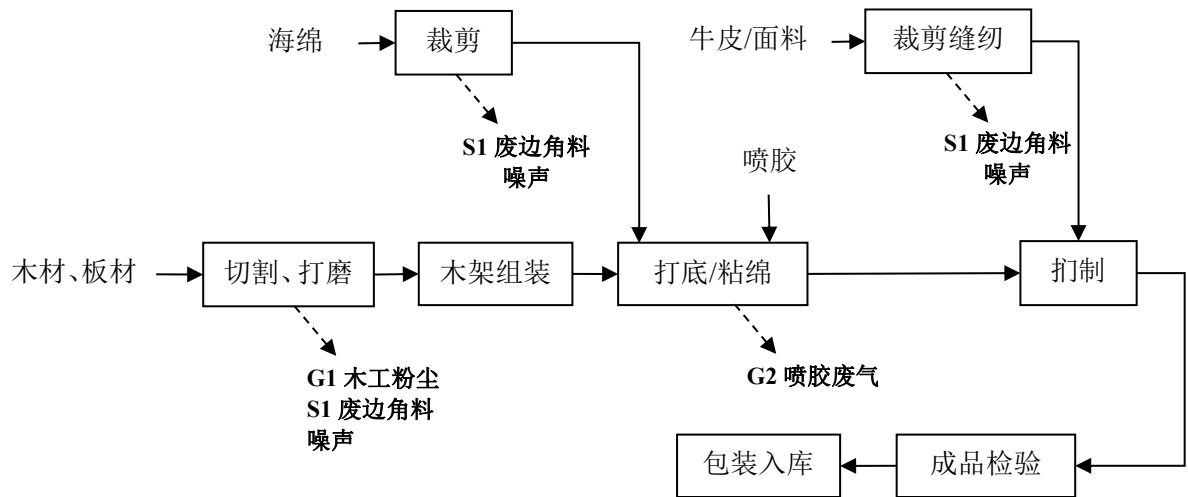 海绵
裁剪
牛皮/面料
裁剪缝纫
S1 废边角料
噪声
S1 废边角料
噪声
喷胶
木材、板材
切割、打磨
木架组装
打底/粘绵
扪制
G1 木工粉尘
S1 废边角料
噪声
G2 喷胶废气
包装入库
成品检验